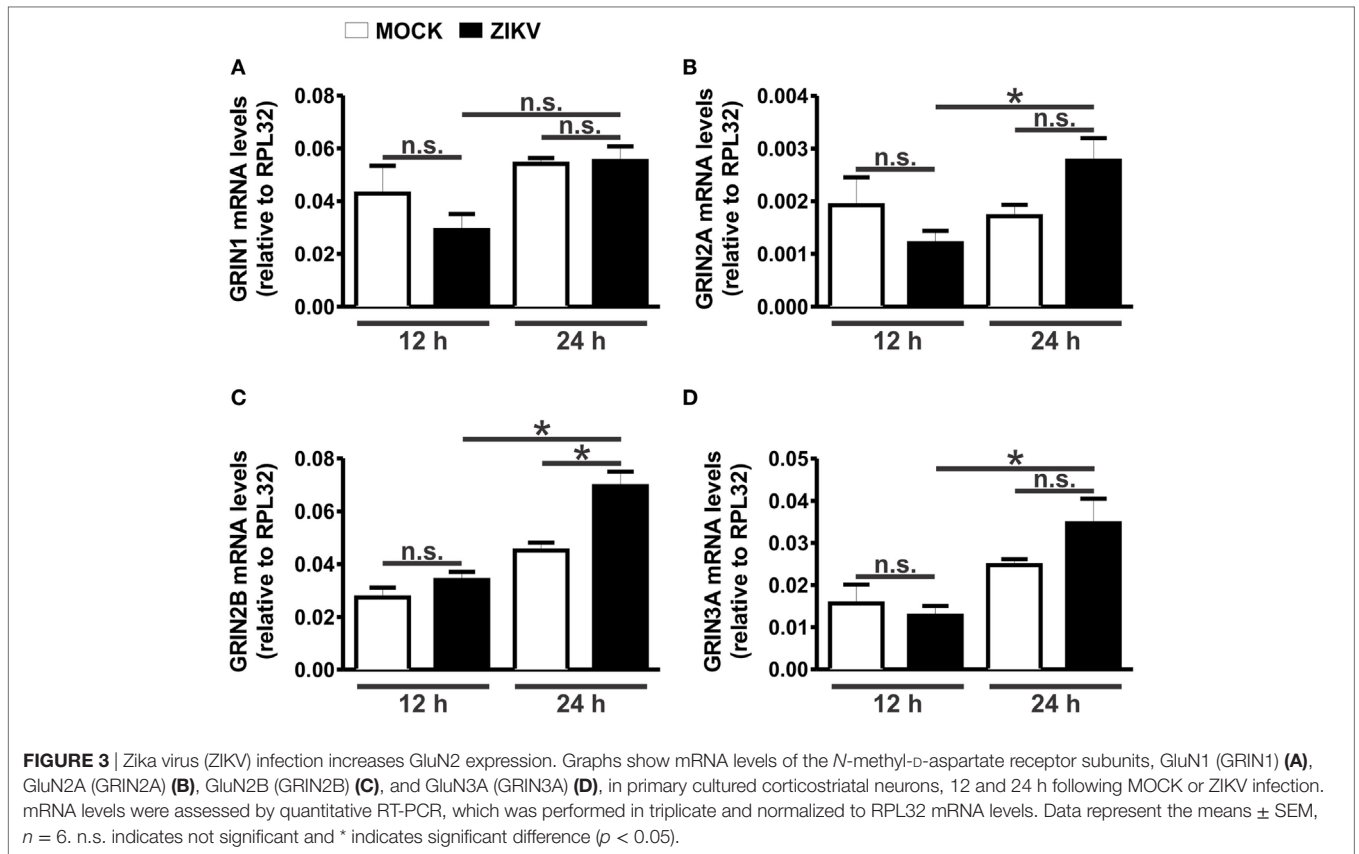 MOCK ZIKV
A
GRIN1 mRNA levels
(relative to RPL32)
0.08
0.06
0.04
0.02
0.00
n.s.
n.s.
n.s.
12 h 24 h
B
GRIN2A mRNA levels
(relative to RPL32)
0.004
0.003
0.002
0.001
0.000
*
n.s.
n.s.
12 h 24 h
C
GRIN2B mRNA levels
(relative to RPL32)
0.08
0.06
0.04
0.02
0.00
*
*
n.s.
12 h 24 h
D
GRIN3A mRNA levels
(relative to RPL32)
0.05
0.04
0.03
0.02
0.01
0.00
*
n.s.
n.s.
12 h 24 h
FIGURE 3 | Zika virus (ZIKV) infection increases GluN2 expression. Graphs show mRNA levels of the N-methyl-D-aspartate receptor subunits, GluN1 (GRIN1) (A),
GluN2A (GRIN2A) (B), GluN2B (GRIN2B) (C), and GluN3A (GRIN3A) (D), in primary cultured corticostriatal neurons, 12 and 24 h following MOCK or ZIKV infection.
mRNA levels were assessed by quantitative RT-PCR, which was performed in triplicate and normalized to RPL32 mRNA levels. Data represent the means ± SEM,
n = 6. n.s. indicates not significant and * indicates significant difference (p < 0.05).